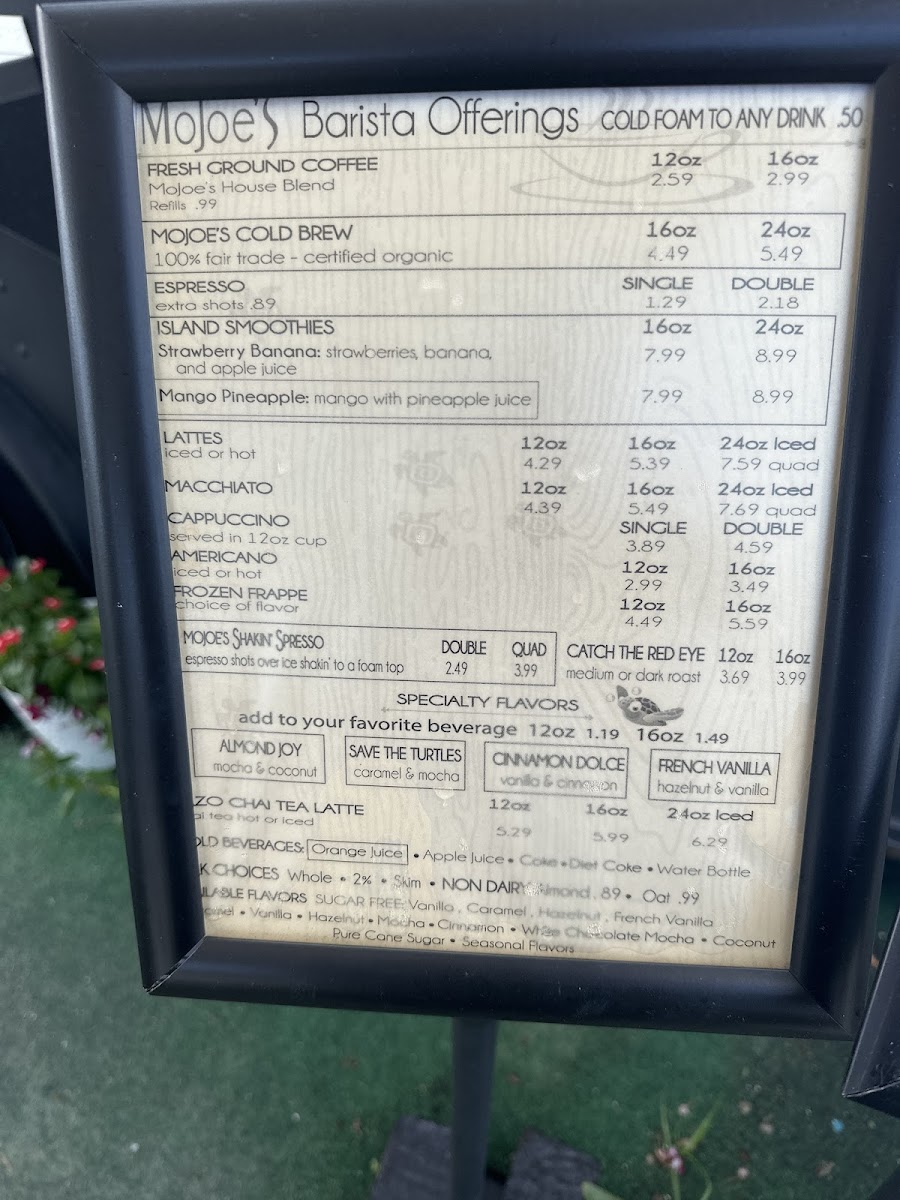 MoJoe's Barista Offerings COLD FOAM TO ANY DRINK .50
FRESH GROUND COFFEE 12oz 16oz
MoJoe's House Blend 2.59 2.99
Refills .99
MOJOE'S COLD BREW 16oz 24oz
100% fair trade - certified organic 4.49 5.49
ESPRESSO SINGLE DOUBLE
extra shots .89 1.29 2.18
ISLAND SMOOTHIES 16oz 24oz
Strawberry Banana: strawberries, banana, 7.99 8.99
and apple juice
Mango Pineapple: mango with pineapple juice 7.99 8.99
LATTES 12oz 16oz 24oz Iced
iced or hot 4.29 5.39 7.59 quad
MACCHIATO 12oz 16oz 24oz Iced
4.39 5.49 7.69 quad
CAPPUCCINO SINGLE DOUBLE
served in 12oz cup 3.89 4.59
AMERICANO 12oz 16oz
iced or hot 2.99 3.49
FROZEN FRAPPE 12oz 16oz
choice of flavor 4.49 5.59
MOJOE'S SHAKIN' SPRESSO DOUBLE QUAD
espresso shots over ice shakin' to a foam top 2.49 3.99
CATCH THE RED EYE 12oz 16oz
medium or dark roast 3.69 3.99
SPECIALTY FLAVORS
add to your favorite beverage 12oz 1.19 16oz 1.49
ALMOND JOY
mocha & coconut
SAVE THE TURTLES
caramel & mocha
CINNAMON DOLCE
vanilla & cinnamon
FRENCH VANILLA
hazelnut & vanilla
ZO CHAI TEA LATTE 12oz 16oz 24oz Iced
ai tea hot or iced 5.29 5.99 6.29
OLD BEVERAGES: Orange Juice • Apple Juice • Coke • Diet Coke • Water Bottle
K CHOICES Whole • 2% • Skim • NON DAIRY Almond .89 • Oat .99
ILABLE FLAVORS SUGAR FREE: Vanilla , Caramel , Hazelnut , French Vanilla
amel • Vanilla • Hazelnut • Mocha • Cinnamon • White Chocolate Mocha • Coconut
Pure Cane Sugar • Seasonal Flavors